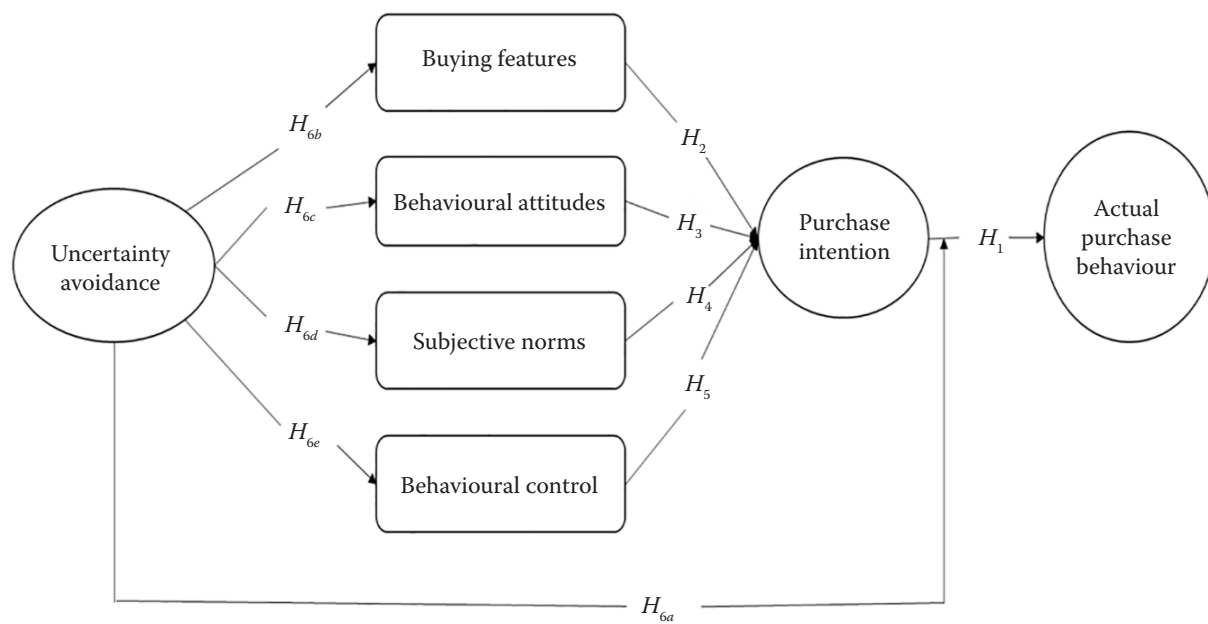 Buying features
H6b
H2
Behavioural attitudes
H6c
H3
Uncertainty
avoidance
Purchase
intention
H1
Actual
purchase
behaviour
H6d
Subjective norms
H4
H5
H6e
Behavioural control
H6a